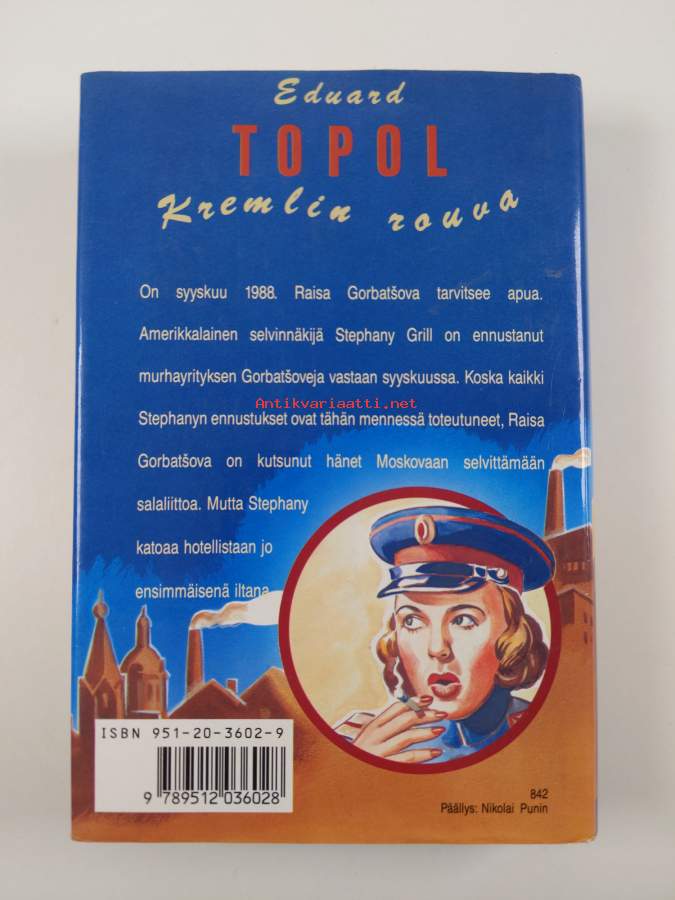 Eduard
TOPOL
Kremlin rouva
On syyskuu 1988. Raisa Gorbatšova tarvitsee apua.
Amerikkalainen selvinnäkijä Stephany Grill on ennustanut
murhayrityksen Gorbatšoveja vastaan syyskuussa. Koska kaikki
Antikvariaatti.net
Stephanyn ennustukset ovat tähän mennessä toteutuneet, Raisa
Gorbatšova on kutsunut hänet Moskovaan selvittämään
salaliittoa. Mutta Stephany
katoaa hotellistaan jo
ensimmäisenä iltana.
ISBN 951-20-3602-9
9 789512 036028
842
Päällys: Nikolai Punin